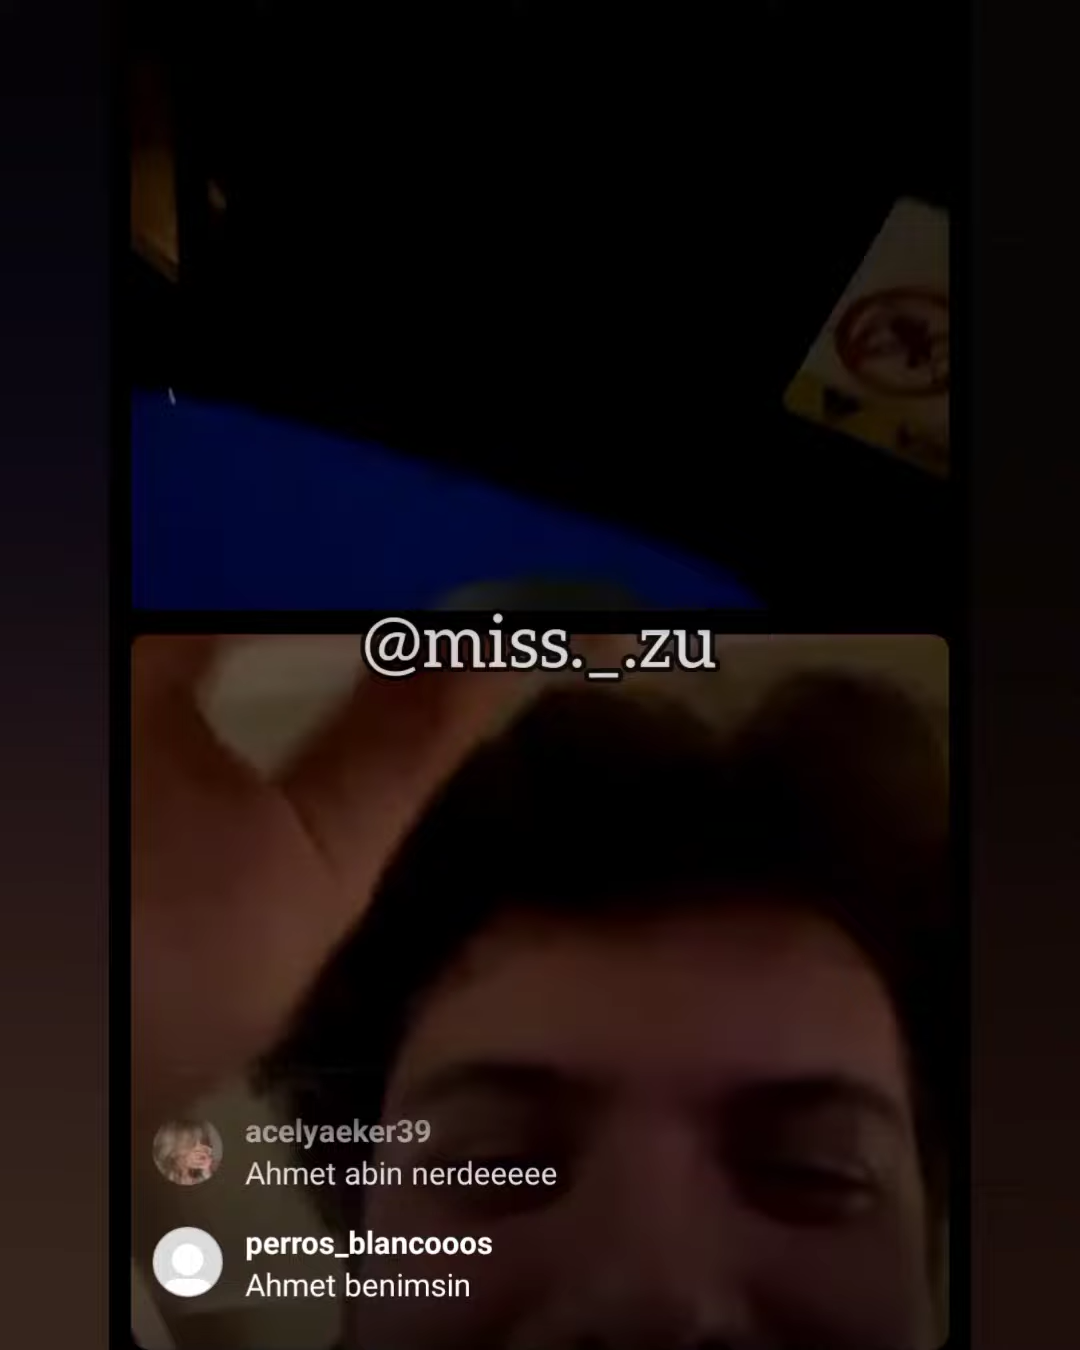 @miss._.zu
acelyaeker39
Ahmet abin nerdeeeee
perros_blancooos
Ahmet benimsin